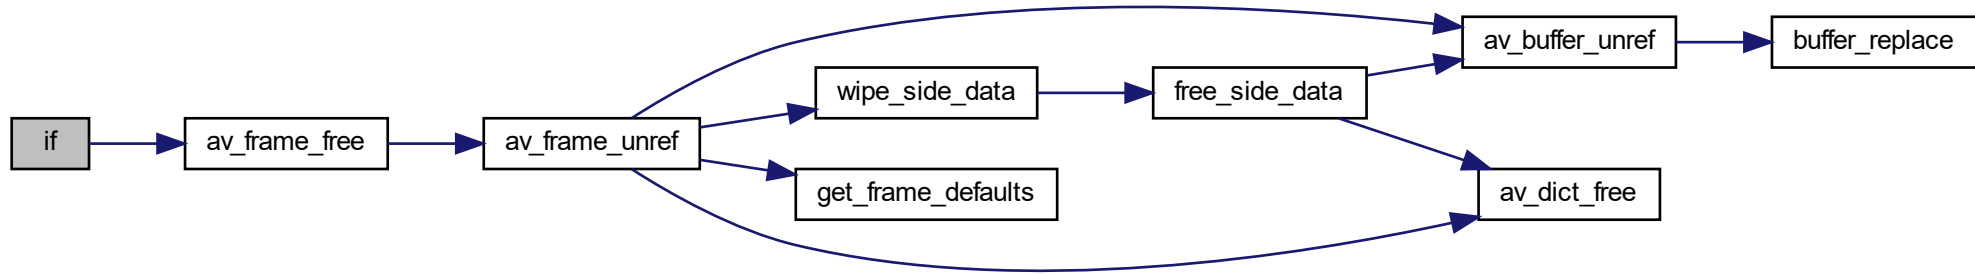 if
av_frame_free
av_frame_unref
wipe_side_data
get_frame_defaults
free_side_data
av_buffer_unref
av_dict_free
buffer_replace